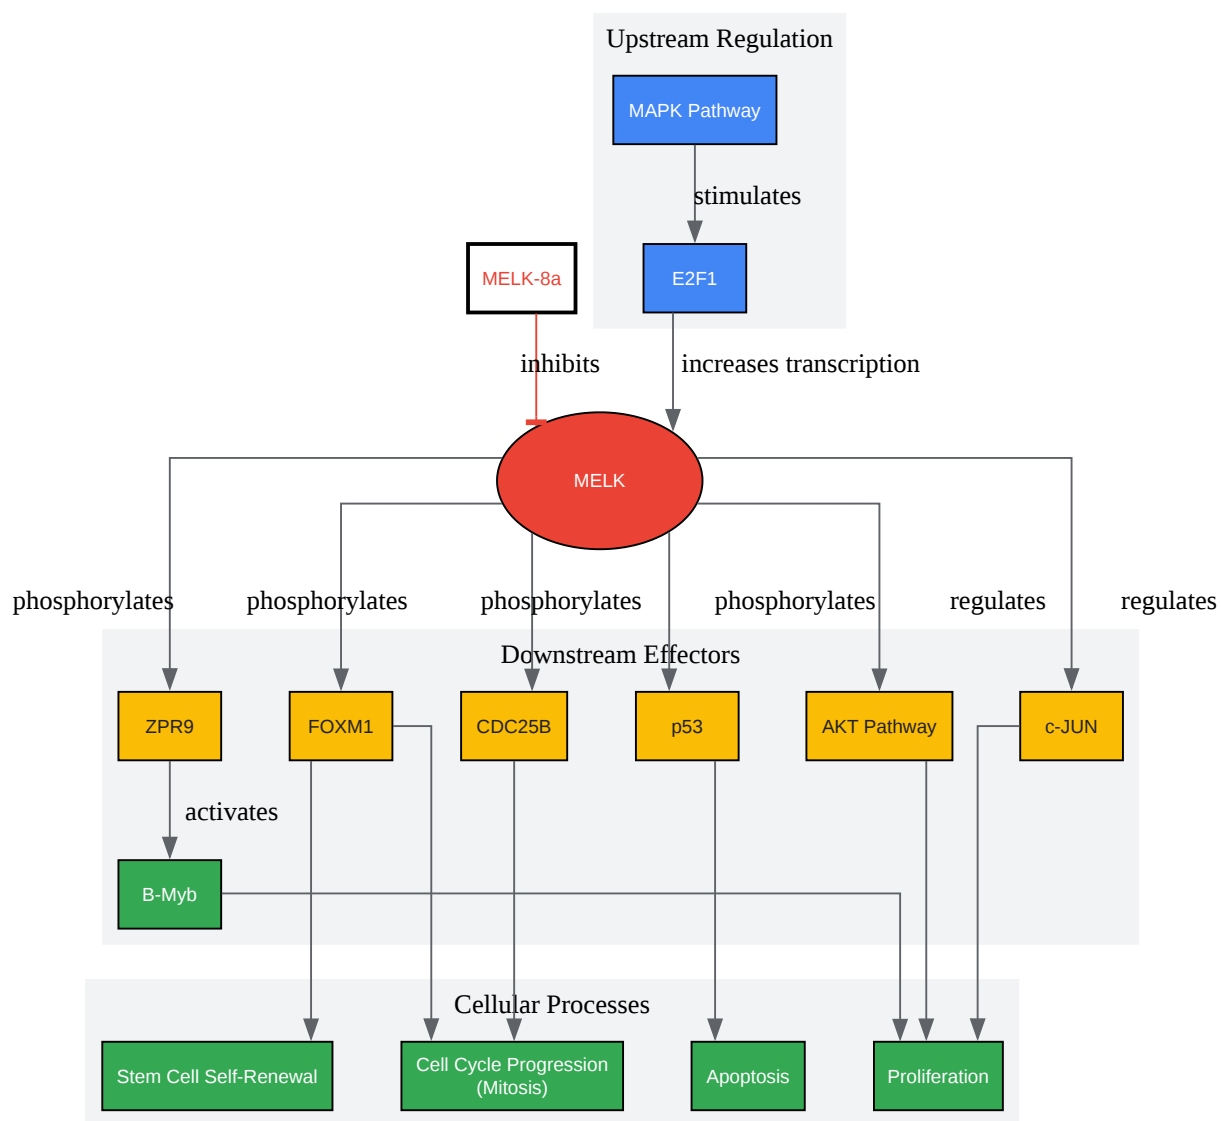 Upstream Regulation
MAPK Pathway
stimulates
MELK-8a
E2F1
inhibits
increases transcription
MELK
phosphorylates
phosphorylates
phosphorylates
phosphorylates
regulates
regulates
Downstream Effectors
ZPR9
FOXM1
CDC25B
p53
AKT Pathway
c-JUN
activates
B-Myb
Cellular Processes
Stem Cell Self-Renewal
Cell Cycle Progression
(Mitosis)
Apoptosis
Proliferation